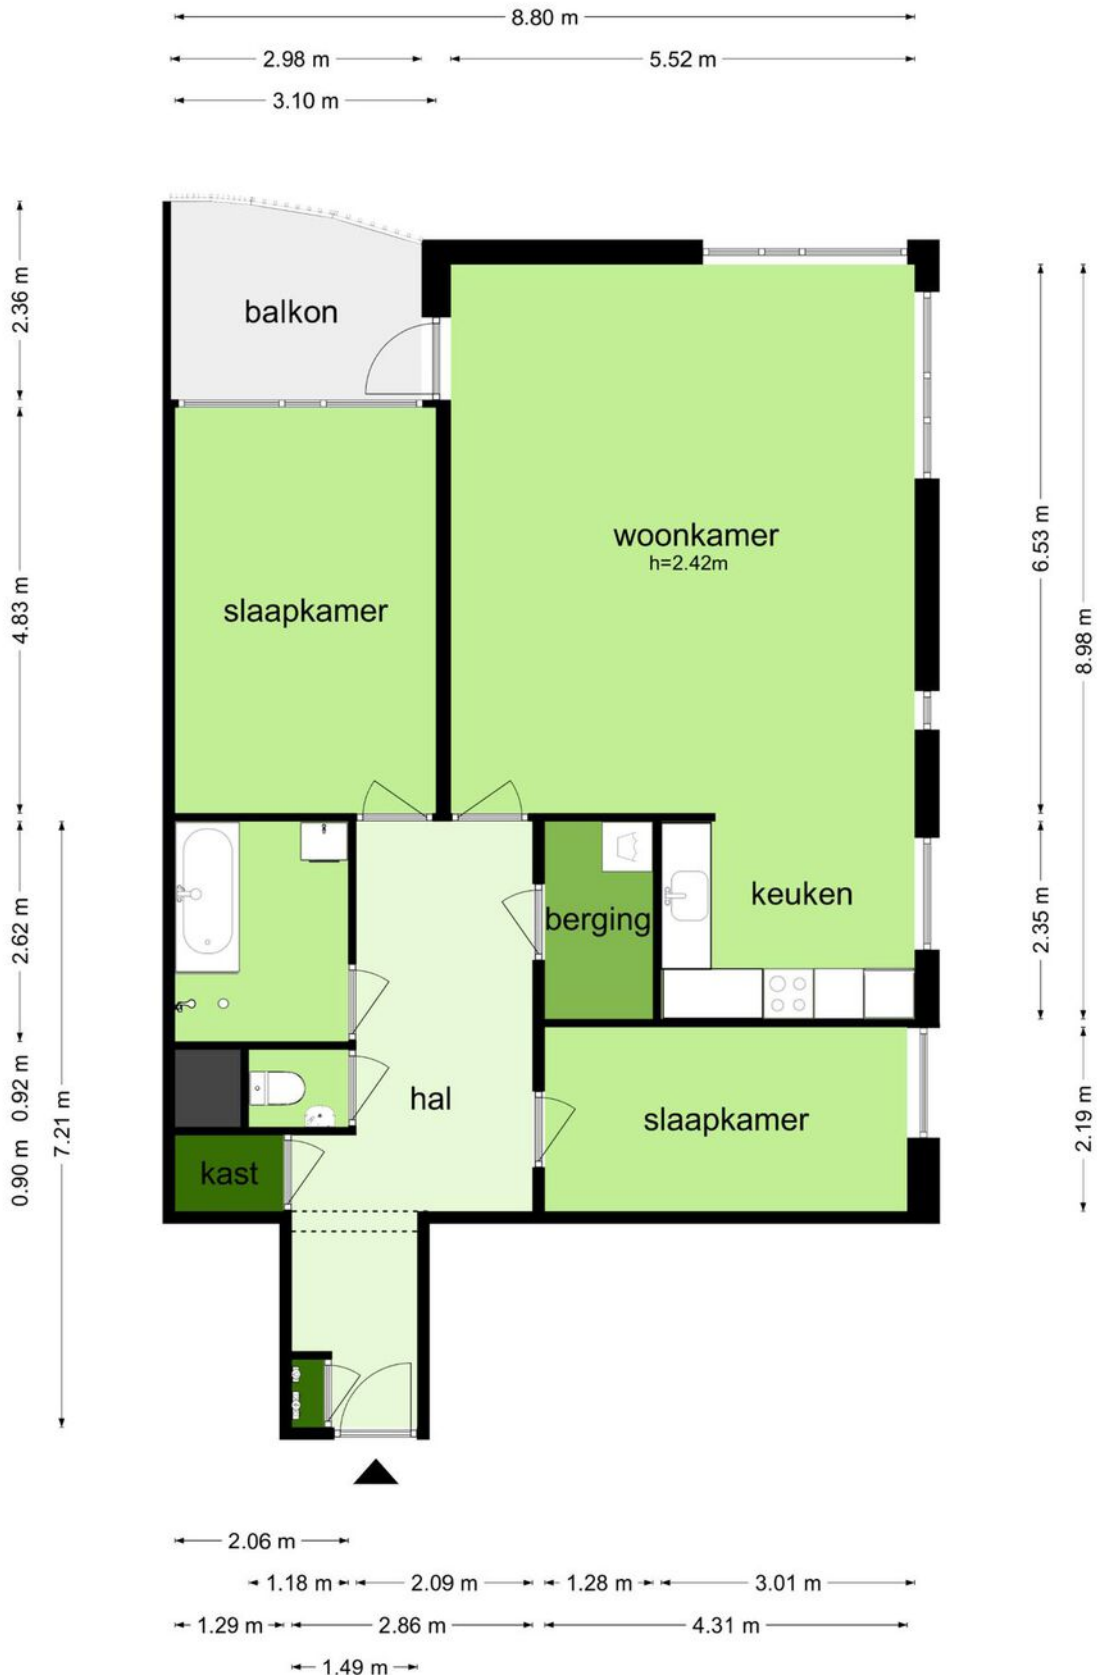 8.80 m
2.98 m
5.52 m
3.10 m
2.36 m
balkon
6.53 m
woonkamer
h=2.42m
4.83 m
slaapkamer
8.98 m
keuken
berging
2.62 m
2.35 m
0.92 m
7.21 m
hal
slaapkamer
2.19 m
0.90 m
kast
2.06 m
1.18 m
2.09 m
1.28 m
3.01 m
1.29 m
2.86 m
4.31 m
1.49 m